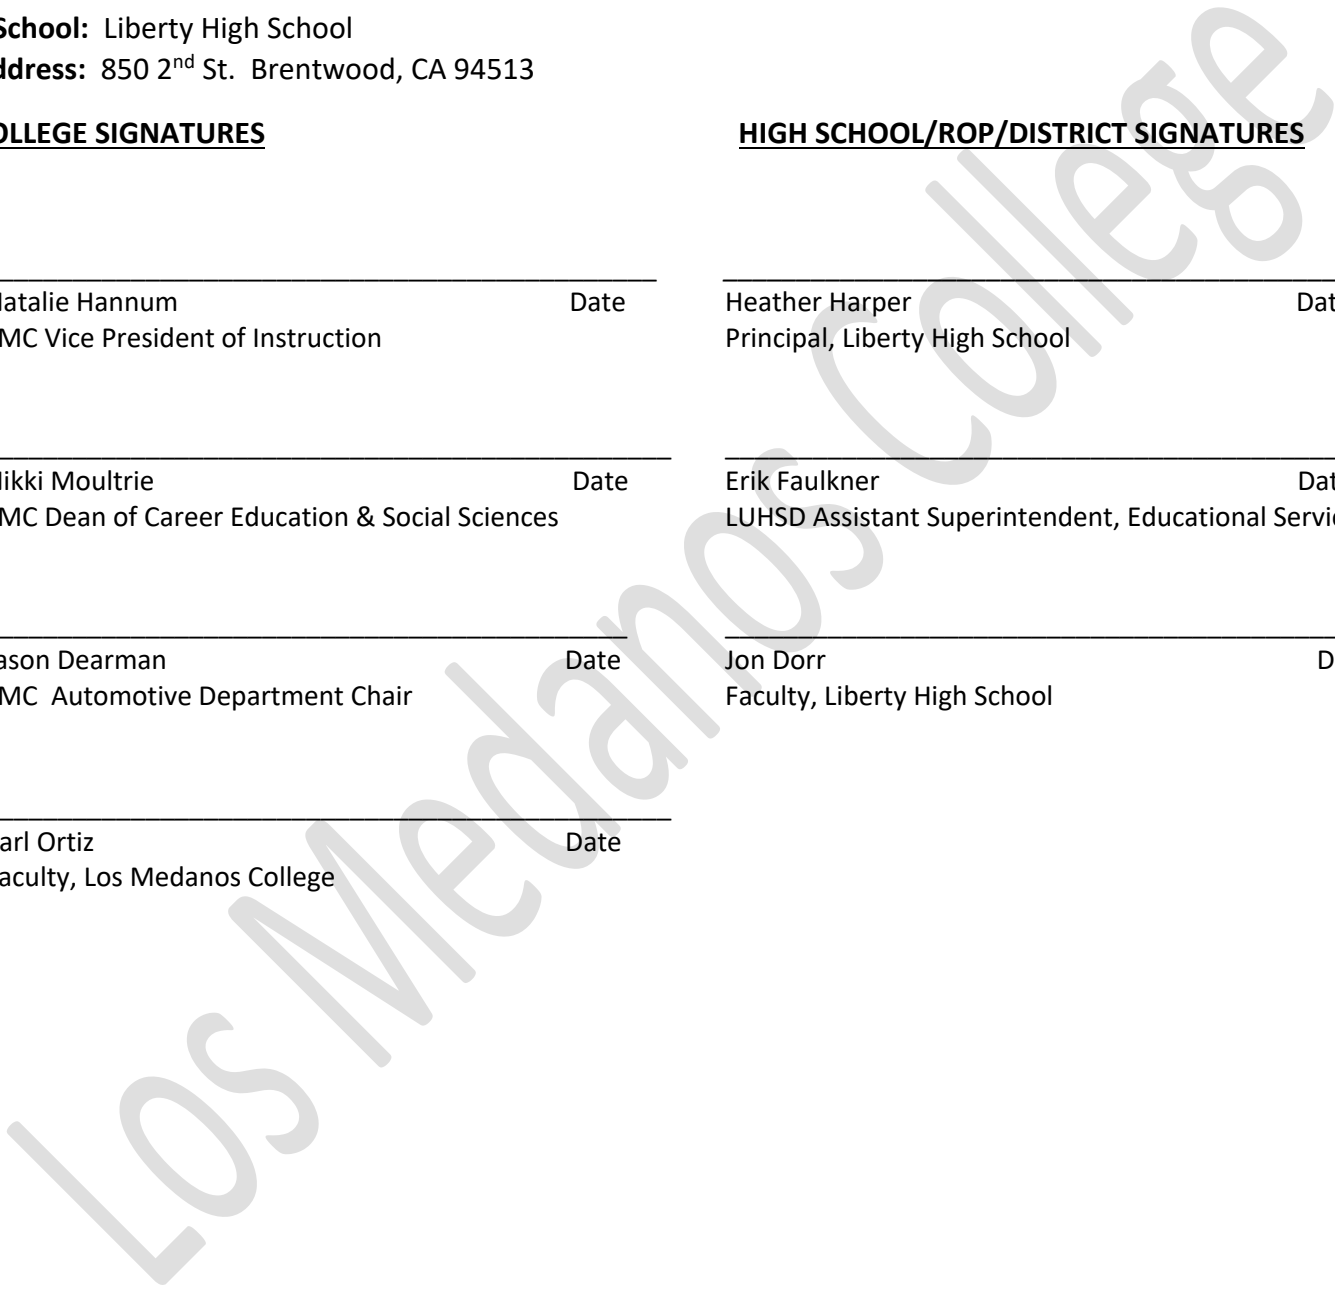 School: Liberty High School
ddress: 850 2nd St. Brentwood, CA 94513
OLLEGE SIGNATURES
HIGH SCHOOL/ROP/DISTRICT SIGNATURES
atalie Hannum Date
MC Vice President of Instruction
Heather Harper Dat
Principal, Liberty High School
ikki Moultrie Date
MC Dean of Career Education & Social Sciences
Erik Faulkner Dat
LUHSD Assistant Superintendent, Educational Servi
ason Dearman Date
MC Automotive Department Chair
Jon Dorr D
Faculty, Liberty High School
arl Ortiz Date
aculty, Los Medanos College
Los Medanos College